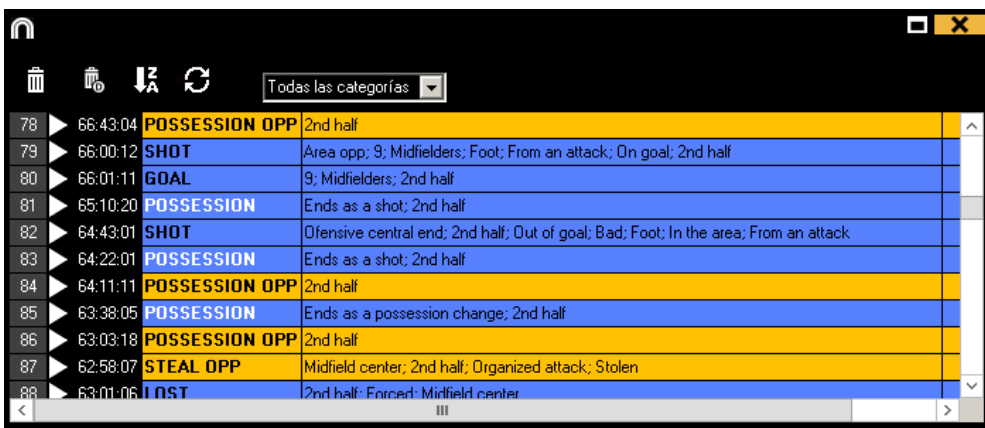 Todas las categorías
78 66:43:04 POSSESSION OPP 2nd half
79 66:00:12 SHOT Area opp; 9; Midfielders; Foot; From an attack; On goal; 2nd half
80 66:01:11 GOAL 9; Midfielders; 2nd half
81 65:10:20 POSSESSION Ends as a shot; 2nd half
82 64:43:01 SHOT Ofensive central end; 2nd half; Out of goal; Bad; Foot; In the area; From an attack
83 64:22:01 POSSESSION Ends as a shot; 2nd half
84 64:11:11 POSSESSION OPP 2nd half
85 63:38:05 POSSESSION Ends as a possession change; 2nd half
86 63:03:18 POSSESSION OPP 2nd half
87 62:58:07 STEAL OPP Midfield center; 2nd half; Organized attack; Stolen
88 63:01:06 LOST 2nd half; Forced; Midfield center